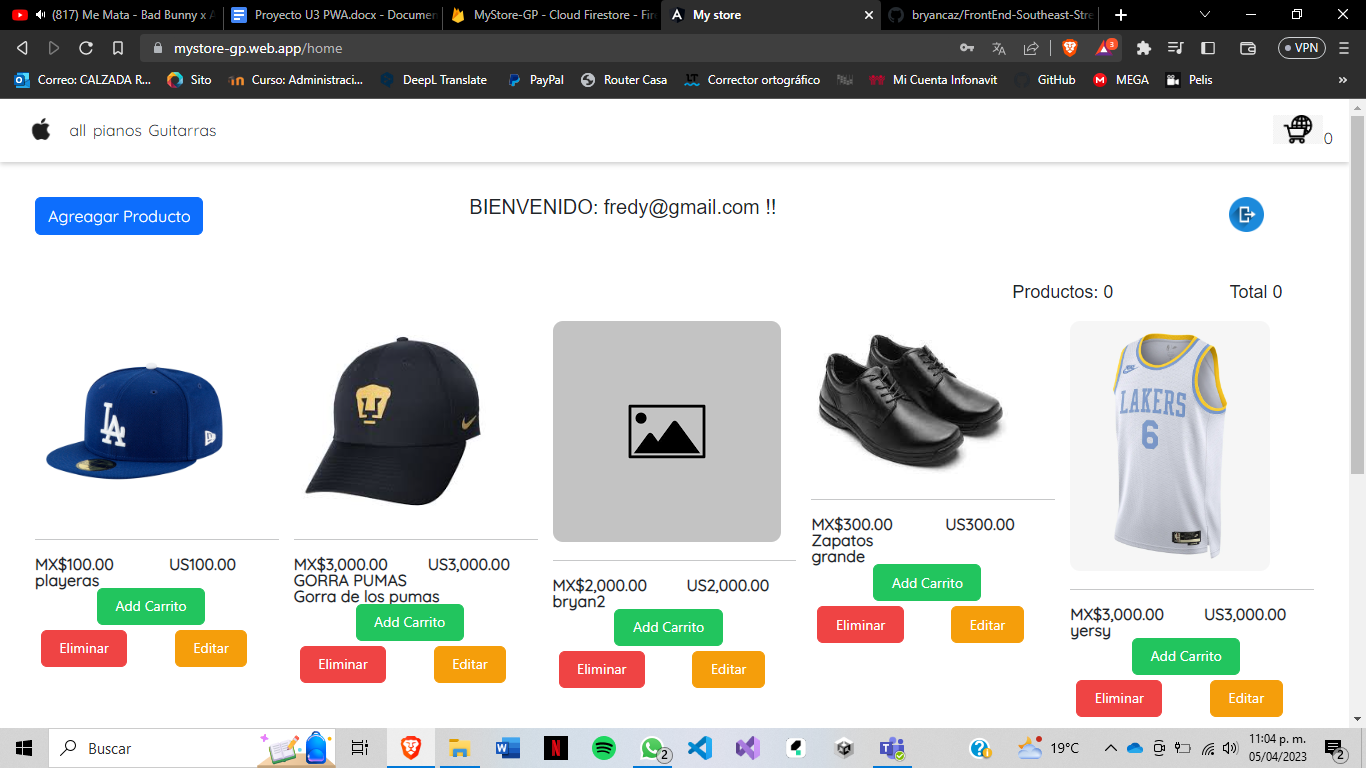 (817) Me Mata - Bad Bunny x A
Proyecto U3 PWA.docx - Documen
MyStore-GP - Cloud Firestore - Fire
My store
bryancaz/FrontEnd-Southeast-Stre
mystore-gp.web.app/home
3
VPN
Correo: CALZADA R...
Sito
Curso: Administraci...
DeepL Translate
PayPal
Router Casa
Corrector ortográfico
Mi Cuenta Infonavit
GitHub
MEGA
Pelis
»
all pianos Guitarras
0
Agreagar Producto
BIENVENIDO: fredy@gmail.com !!
Productos: 0
Total 0
LA
LAKERS
6
MX$100.00 US100.00
playeras
Add Carrito
Eliminar Editar
MX$3,000.00 US3,000.00
GORRA PUMAS
Gorra de los pumas
Add Carrito
Eliminar Editar
MX$2,000.00 US2,000.00
bryan2
Add Carrito
Eliminar Editar
MX$300.00 US300.00
Zapatos
grande
Add Carrito
Eliminar Editar
MX$3,000.00 US3,000.00
yersy
Add Carrito
Eliminar Editar
Buscar
2
19°C
11:04 p. m.
05/04/2023
2